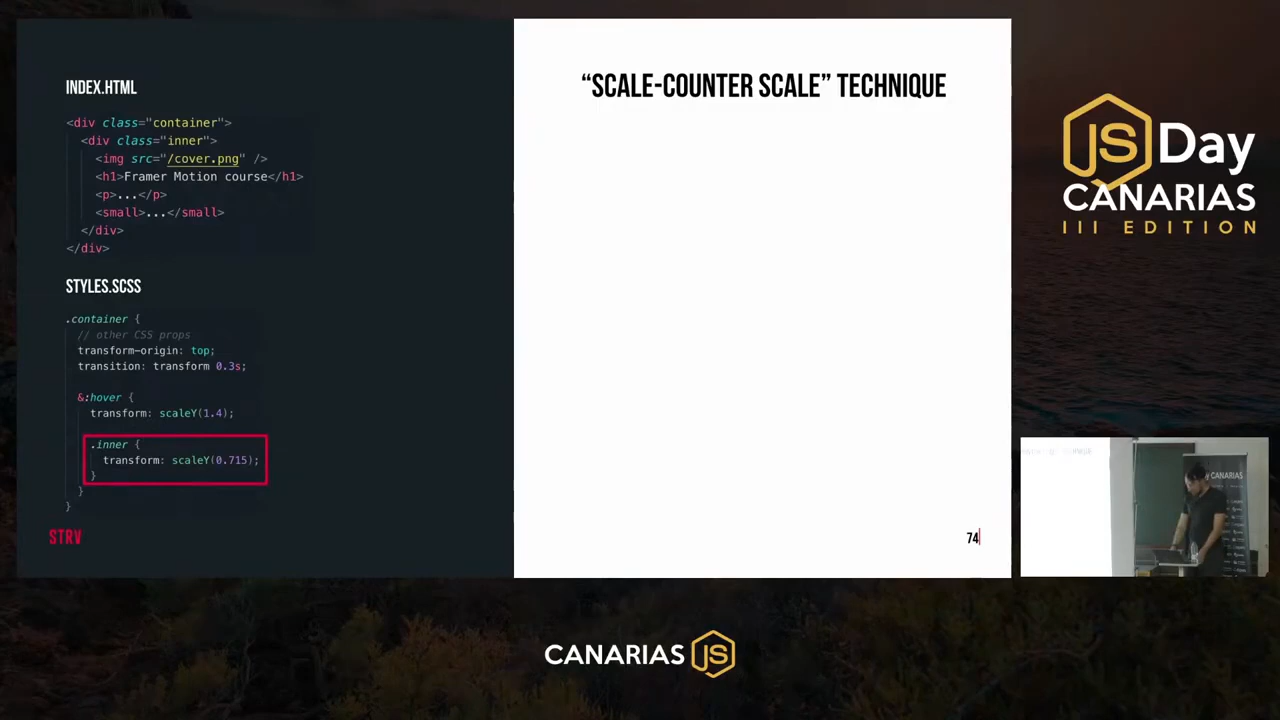 INDEX.HTML
<div class="container">
<div class="inner">
<img src="/cover.png" />
<h1>Framer Motion course</h1>
<p>...</p>
<small>...</small>
</div>
</div>
STYLES.SCSS
.container {
// other CSS props
transform-origin: top;
transition: transform 0.3s;
&:hover {
transform: scaleY(1.4);
.inner {
transform: scaleY(0.715);
}
}
}
STRV
“SCALE-COUNTER SCALE” TECHNIQUE
74
JS Day
CANARIAS
III EDITION
CANARIAS
CANARIAS JS